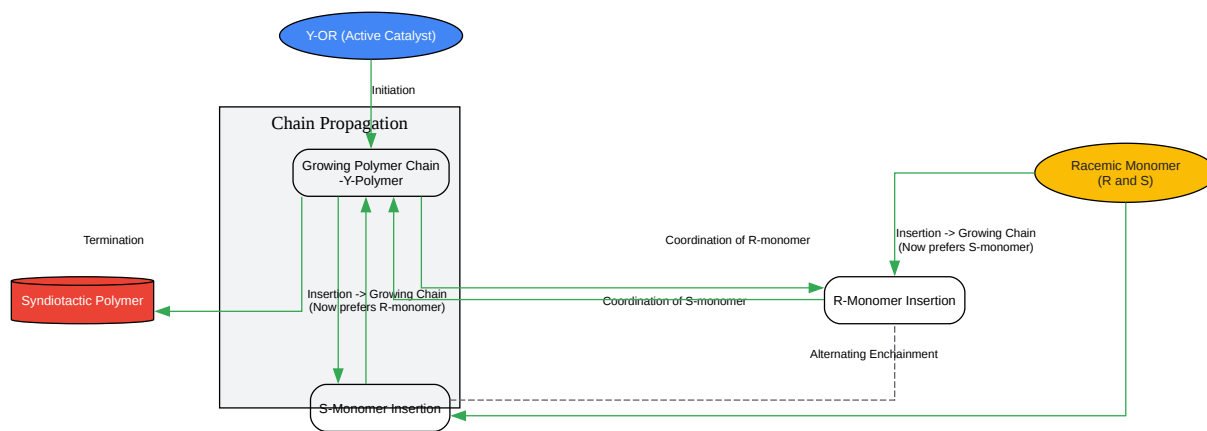 Y-OR (Active Catalyst)
Initiation
Chain Propagation
Growing Polymer Chain
-Y-Polymer
Racemic Monomer
(R and S)
Termination
Coordination of R-monomer
Insertion -> Growing Chain
(Now prefers S-monomer)
Syndiotactic Polymer
Insertion -> Growing Chain
(Now prefers R-monomer)
Coordination of S-monomer
R-Monomer Insertion
Alternating Enchainment
S-Monomer Insertion